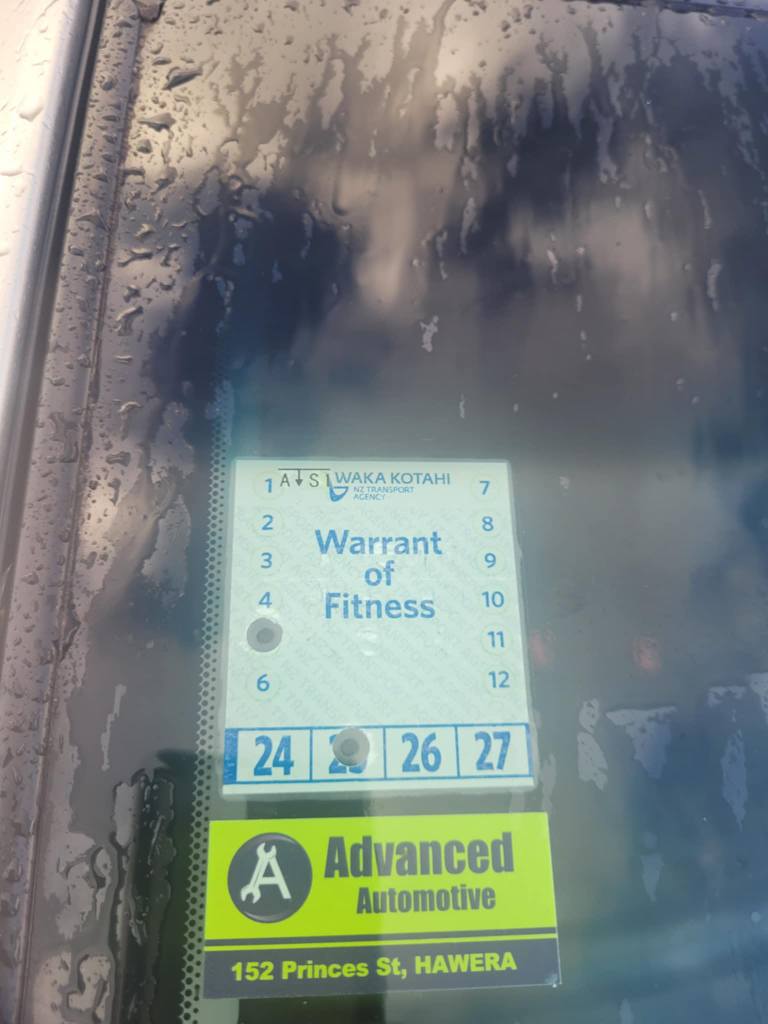 1 A↓SI WAKA KOTAHI 7
NZ TRANSPORT
AGENCY
2 8
Warrant
3 9
of
4 Fitness 10
11
6 12
24 26 27
A Advanced
Automotive
152 Princes St, HAWERA